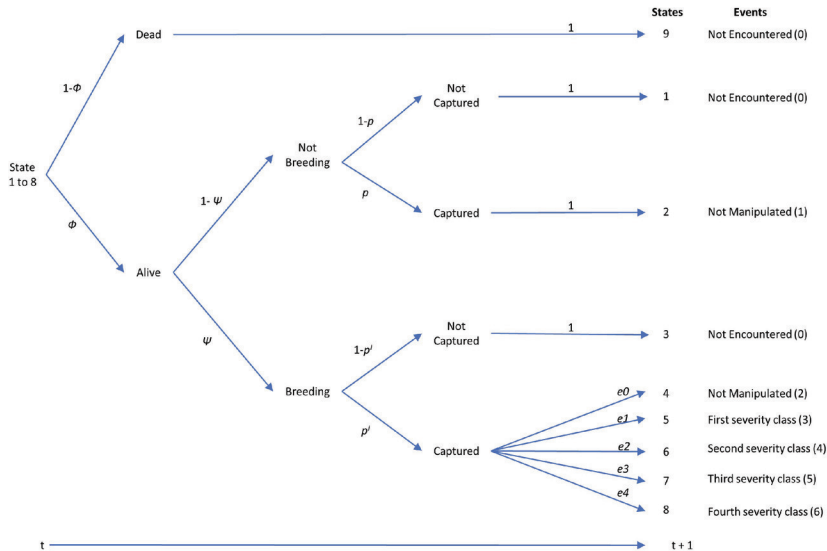 States Events
Dead 1 9 Not Encountered (0)
1-Φ
Not
Captured 1 1 Not Encountered (0)
1-p
Not
Breeding
State
1 to 8
1- Ψ
p
Captured 1 2 Not Manipulated (1)
Φ
Alive
Not
Captured 1 3 Not Encountered (0)
Ψ
1-p'
Breeding
e0 4 Not Manipulated (2)
e1 5 First severity class (3)
p'
Captured e2 6 Second severity class (4)
e3 7 Third severity class (5)
e4 8 Fourth severity class (6)
t t + 1